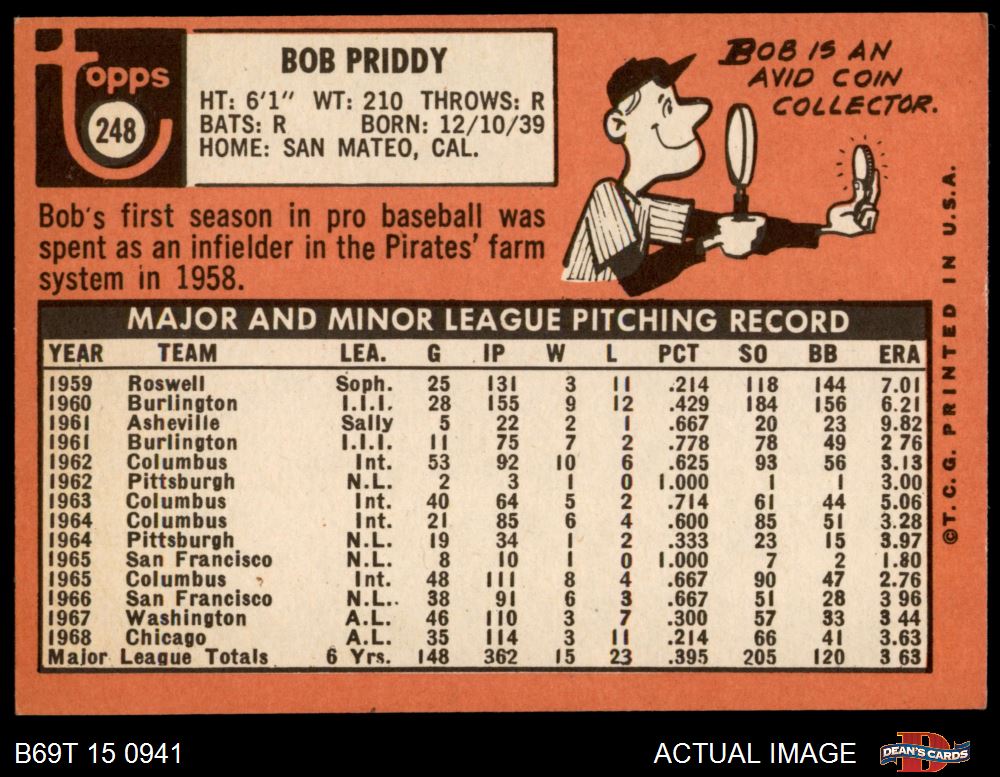 Topps
248
BOB PRIDDY
HT: 6'1" WT: 210 THROWS: R
BATS: R BORN: 12/10/39
HOME: SAN MATEO, CAL.
BOB IS AN
AVID COIN
COLLECTOR.
Bob's first season in pro baseball was
spent as an infielder in the Pirates' farm
system in 1958.
MAJOR AND MINOR LEAGUE PITCHING RECORD
YEAR TEAM LEA. G IP W L PCT SO BB ERA
1959 Roswell Soph. 25 131 3 11 .214 118 144 7.01
1960 Burlington I.I.I. 28 155 9 12 .429 184 156 6.21
1961 Asheville Sally 5 22 2 1 .667 20 23 9.82
1961 Burlington I.I.I. 11 75 7 2 .778 78 49 2 76
1962 Columbus Int. 53 92 10 6 .625 93 56 3.13
1962 Pittsburgh N.L. 2 3 1 0 1.000 1 1 3.00
1963 Columbus Int. 40 64 5 2 .714 61 44 5.06
1964 Columbus Int. 21 85 6 4 .600 85 51 3.28
1964 Pittsburgh N.L. 19 34 1 2 .333 23 15 3.97
1965 San Francisco N.L. 8 10 1 0 1.000 7 2 1.80
1965 Columbus Int. 48 111 8 4 .667 90 47 2.76
1966 San Francisco N.L. 38 91 6 3 .667 51 28 3 96
1967 Washington A.L. 46 110 3 7 .300 57 33 3 44
1968 Chicago A.L. 35 114 3 11 .214 66 41 3.63
Major League Totals 6 Yrs. 148 362 15 23 .395 205 120 3 63
©T. C. G. PRINTED IN U.S.A.
B69T 15 0941
ACTUAL IMAGE
DEAN'S CARDS